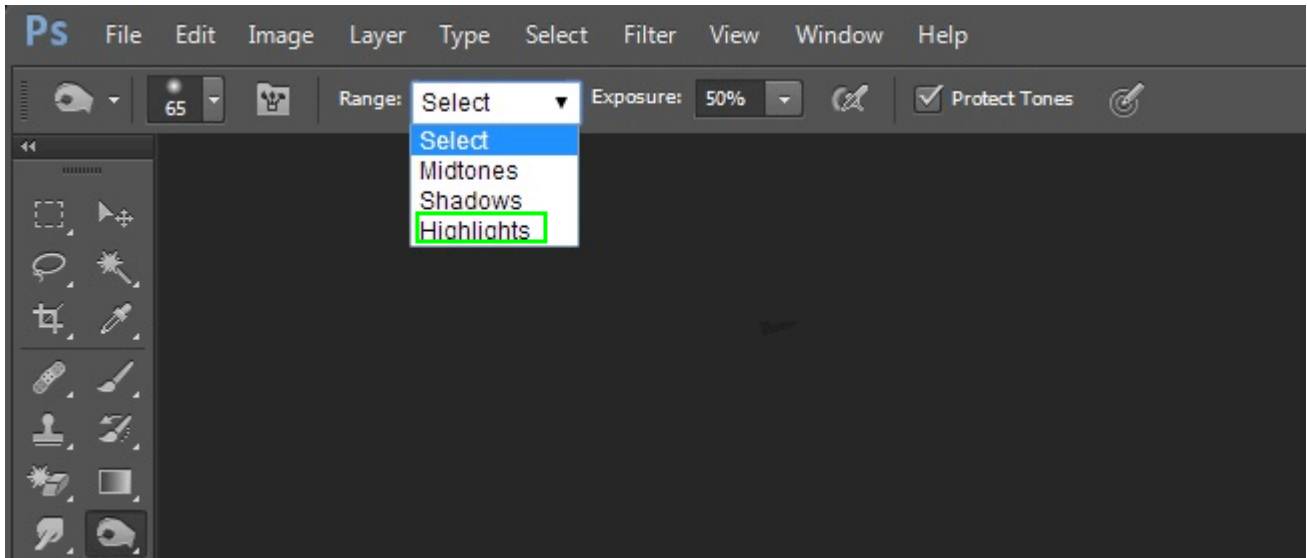 Ps File Edit Image Layer Type Select Filter View Window Help
65 Range: Select Exposure: 50% Protect Tones
Select
Midtones
Shadows
Highlights